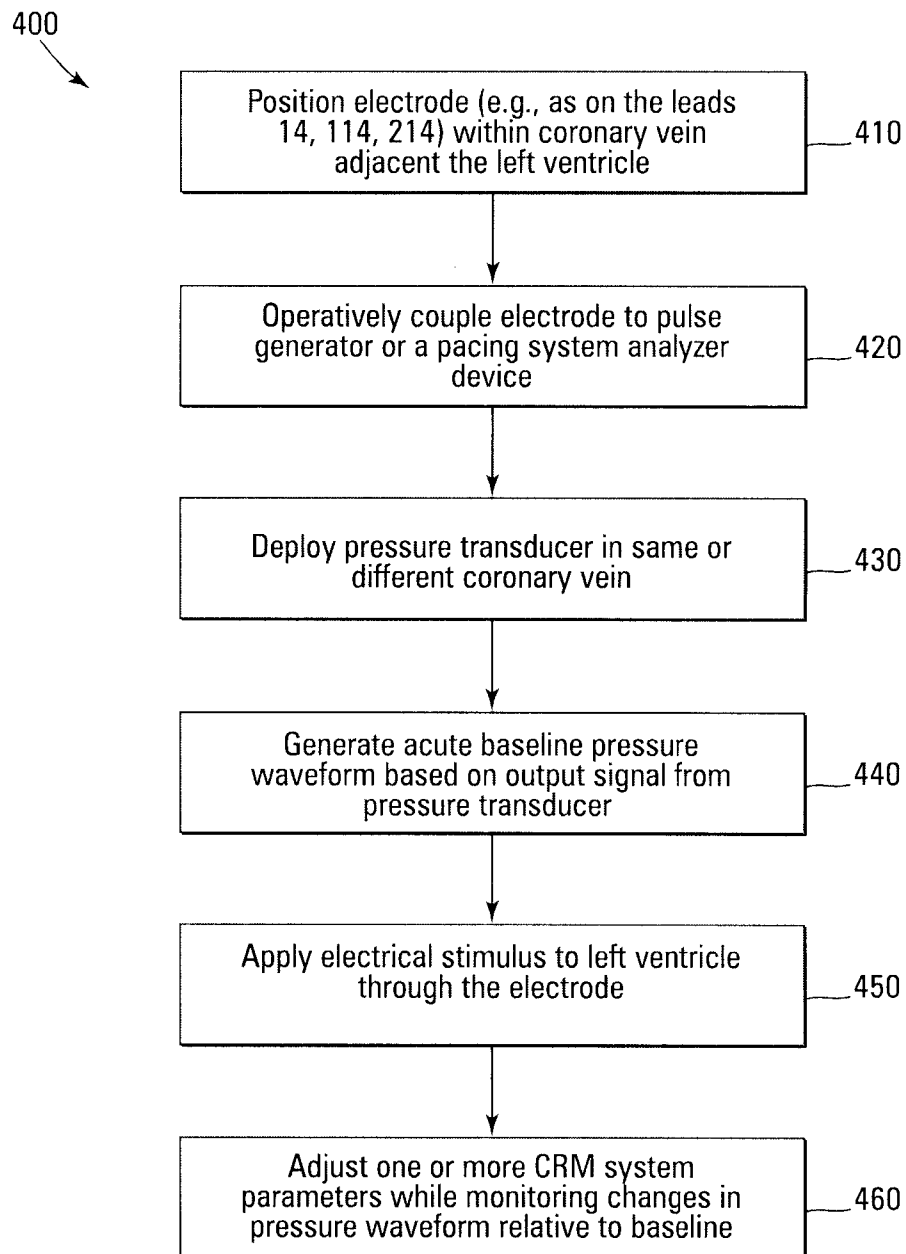 400
Position electrode (e.g., as on the leads
14, 114, 214) within coronary vein
adjacent the left ventricle
410
Operatively couple electrode to pulse
generator or a pacing system analyzer
device
420
Deploy pressure transducer in same or
different coronary vein
430
Generate acute baseline pressure
waveform based on output signal from
pressure transducer
440
Apply electrical stimulus to left ventricle
through the electrode
450
Adjust one or more CRM system
parameters while monitoring changes in
pressure waveform relative to baseline
460